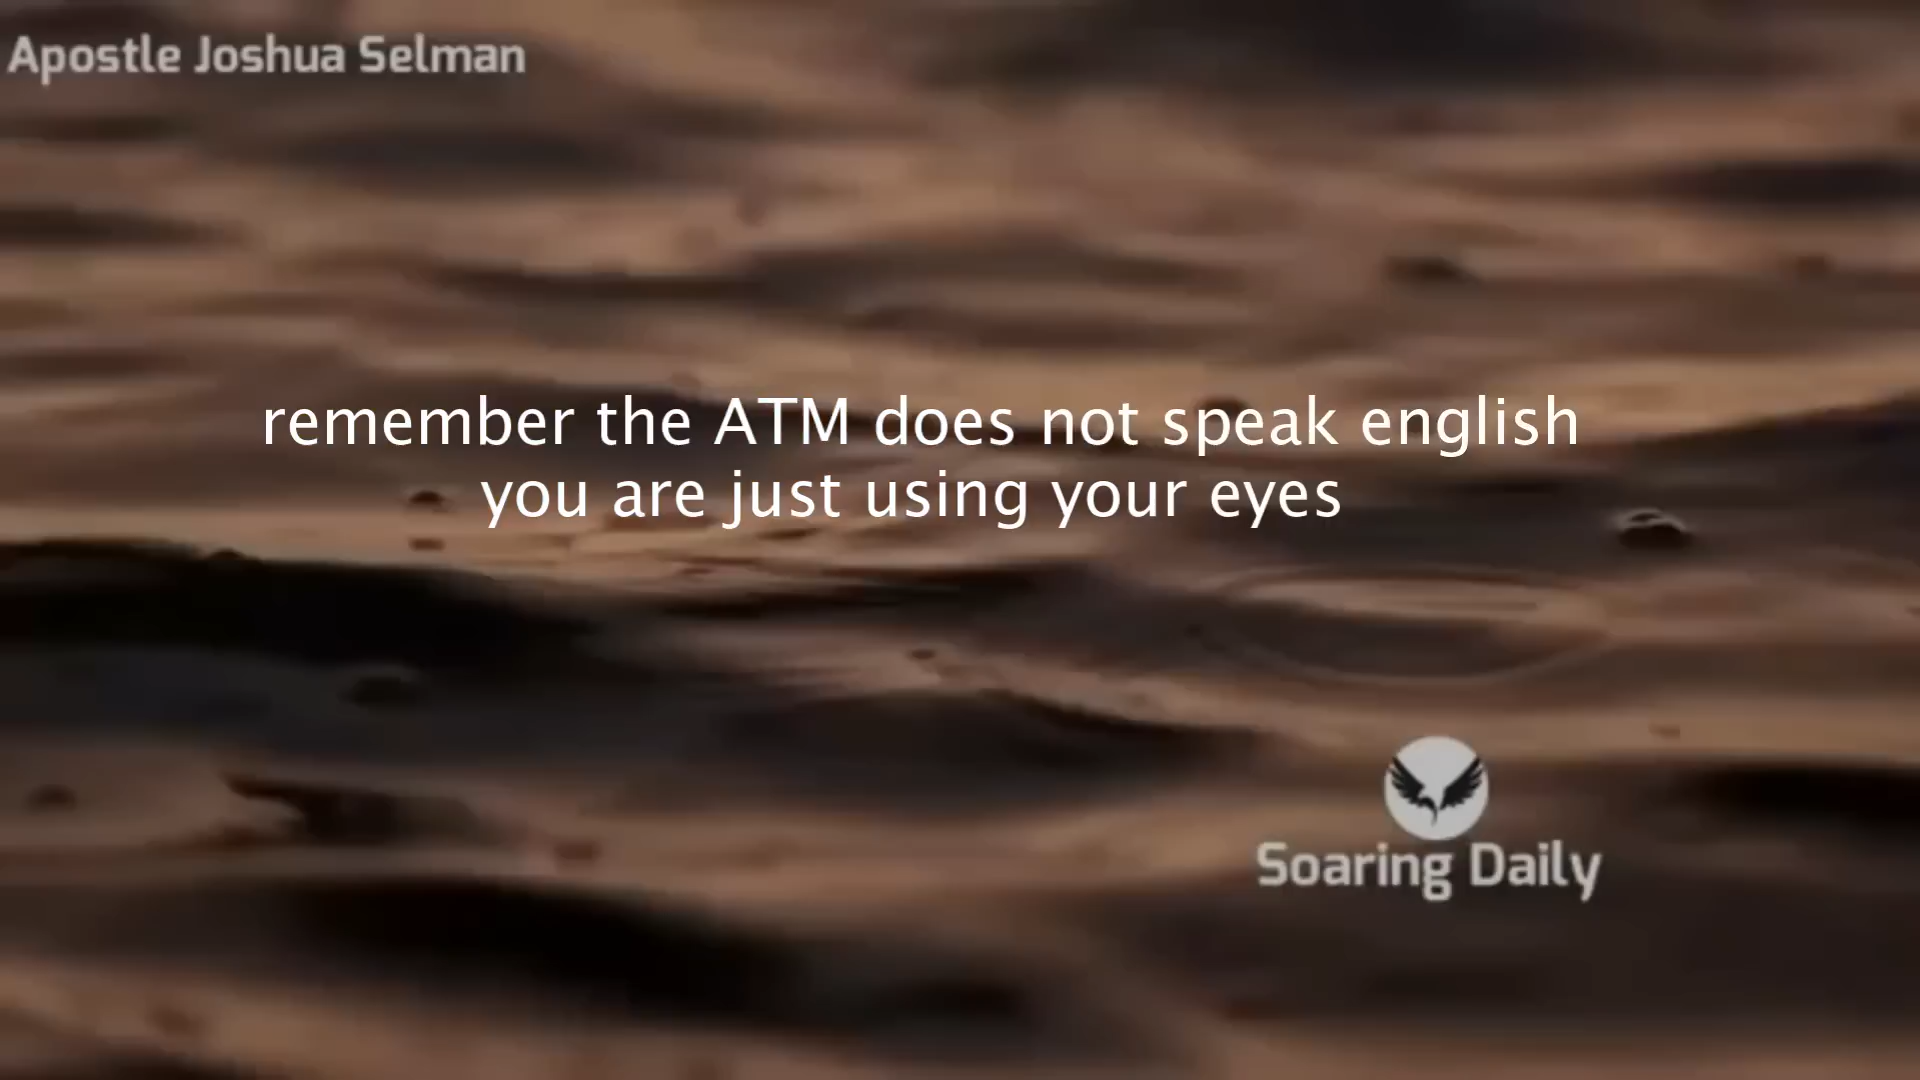 Apostle Joshua Selman
remember the ATM does not speak english
you are just using your eyes
Soaring Daily